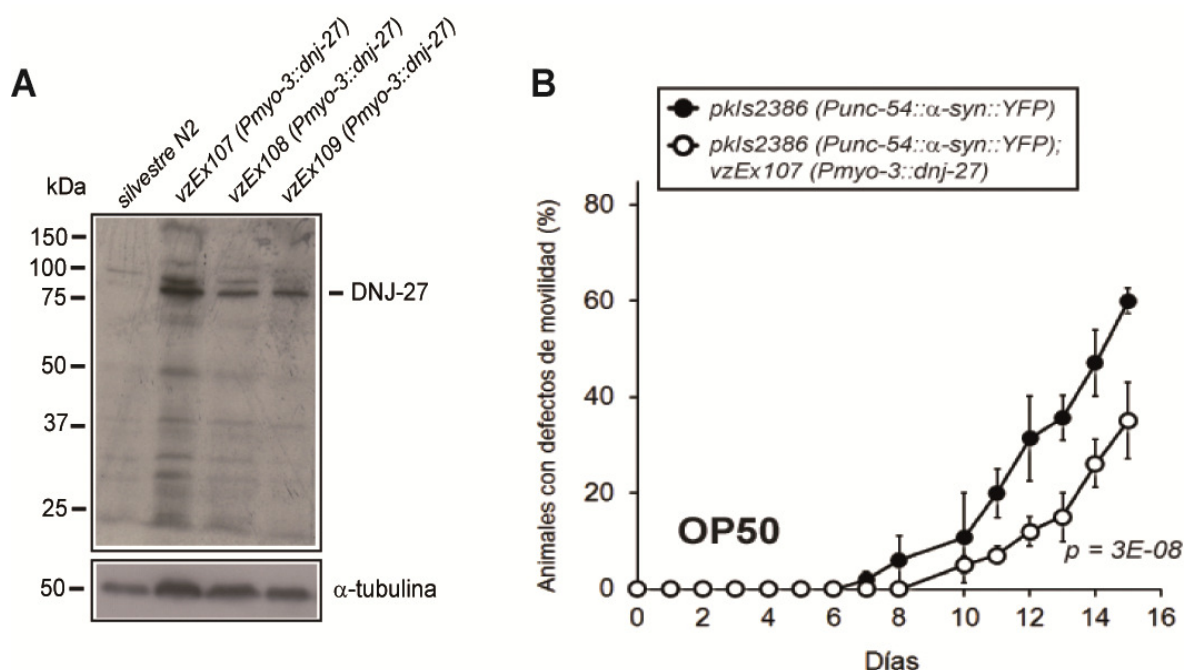 A
silvestre N2
vzEx107 (Pmyo-3::dnj-27)
vzEx108 (Pmyo-3::dnj-27)
vzEx109 (Pmyo-3::dnj-27)
kDa
150
100
75
50
37
25
DNJ-27
50
α-tubulina
B
pkIs2386 (Punc-54::α-syn::YFP)
pkIs2386 (Punc-54::α-syn::YFP);
vzEx107 (Pmyo-3::dnj-27)
Animales con defectos de movilidad (%)
80
60
40
20
0
OP50
p = 3E-08
0 2 4 6 8 10 12 14 16
Días